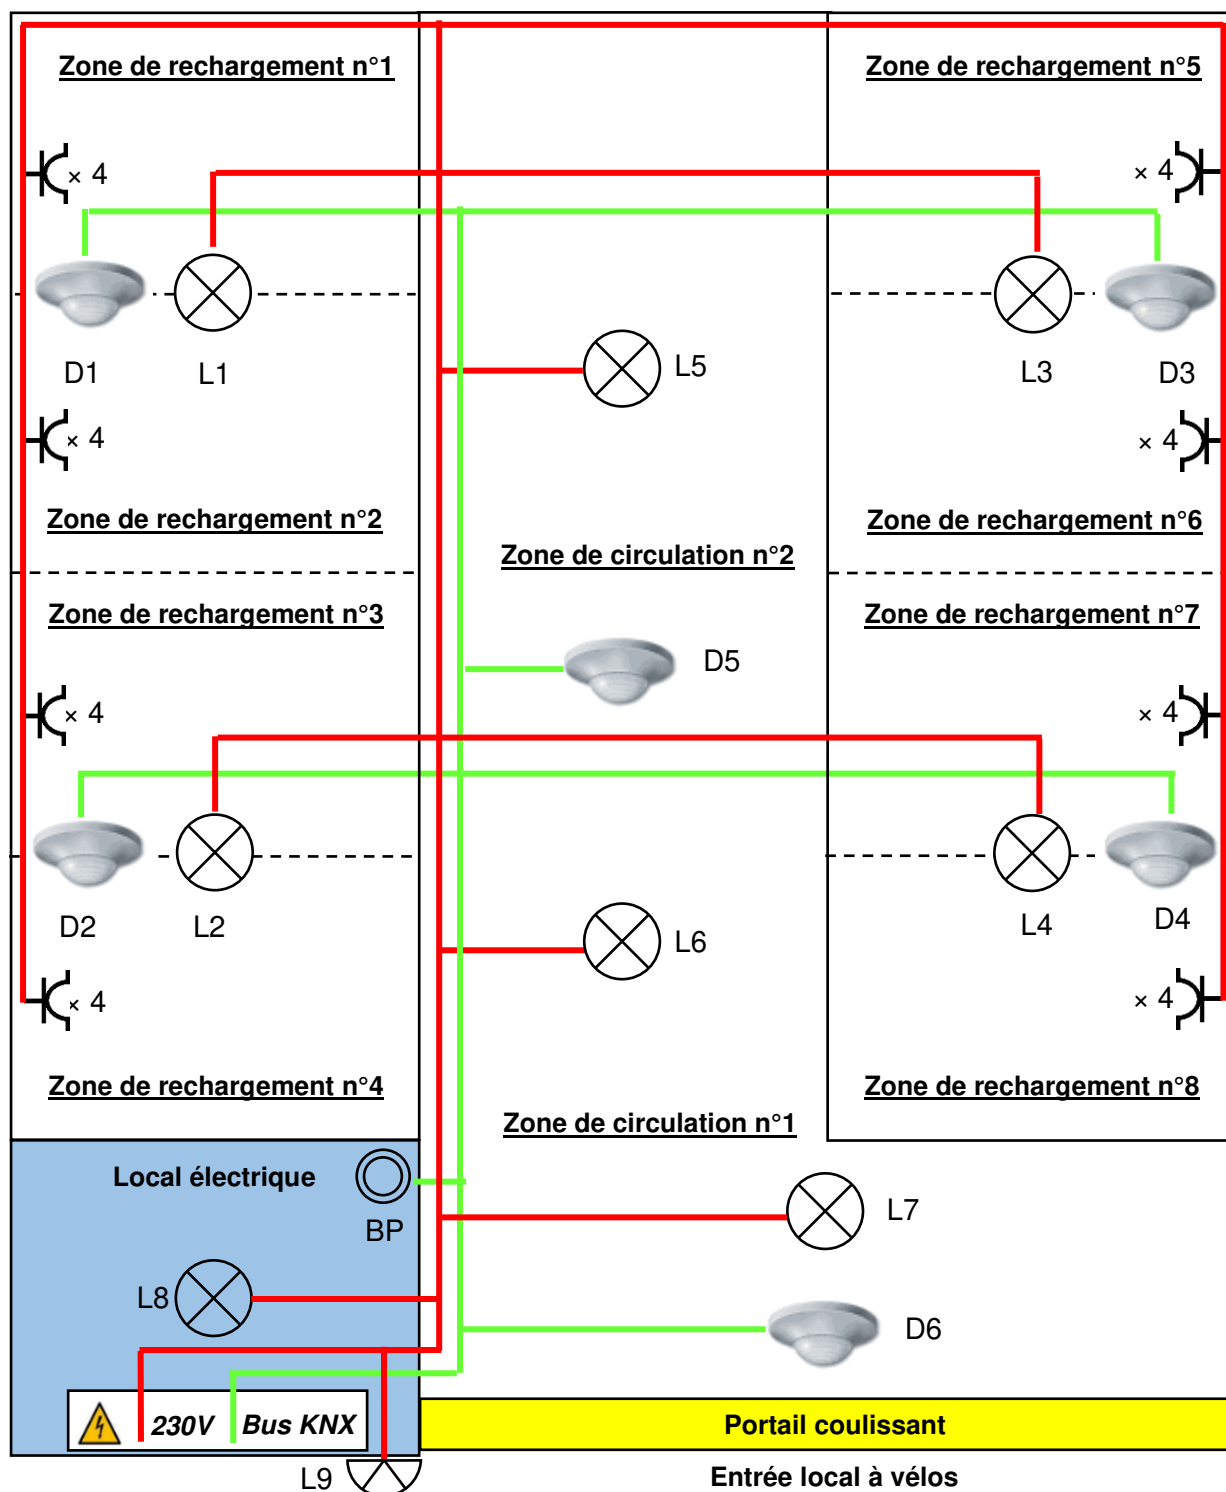 Zone de rechargement n°1
Zone de rechargement n°5
× 4
× 4
D1
L1
L5
L3
D3
× 4
× 4
Zone de rechargement n°2
Zone de rechargement n°6
Zone de circulation n°2
Zone de rechargement n°3
Zone de rechargement n°7
D5
× 4
× 4
D2
L2
L6
L4
D4
× 4
× 4
Zone de rechargement n°4
Zone de rechargement n°8
Zone de circulation n°1
Local électrique
BP
L7
L8
D6
230V
Bus KNX
Portail coulissant
L9
Entrée local à vélos